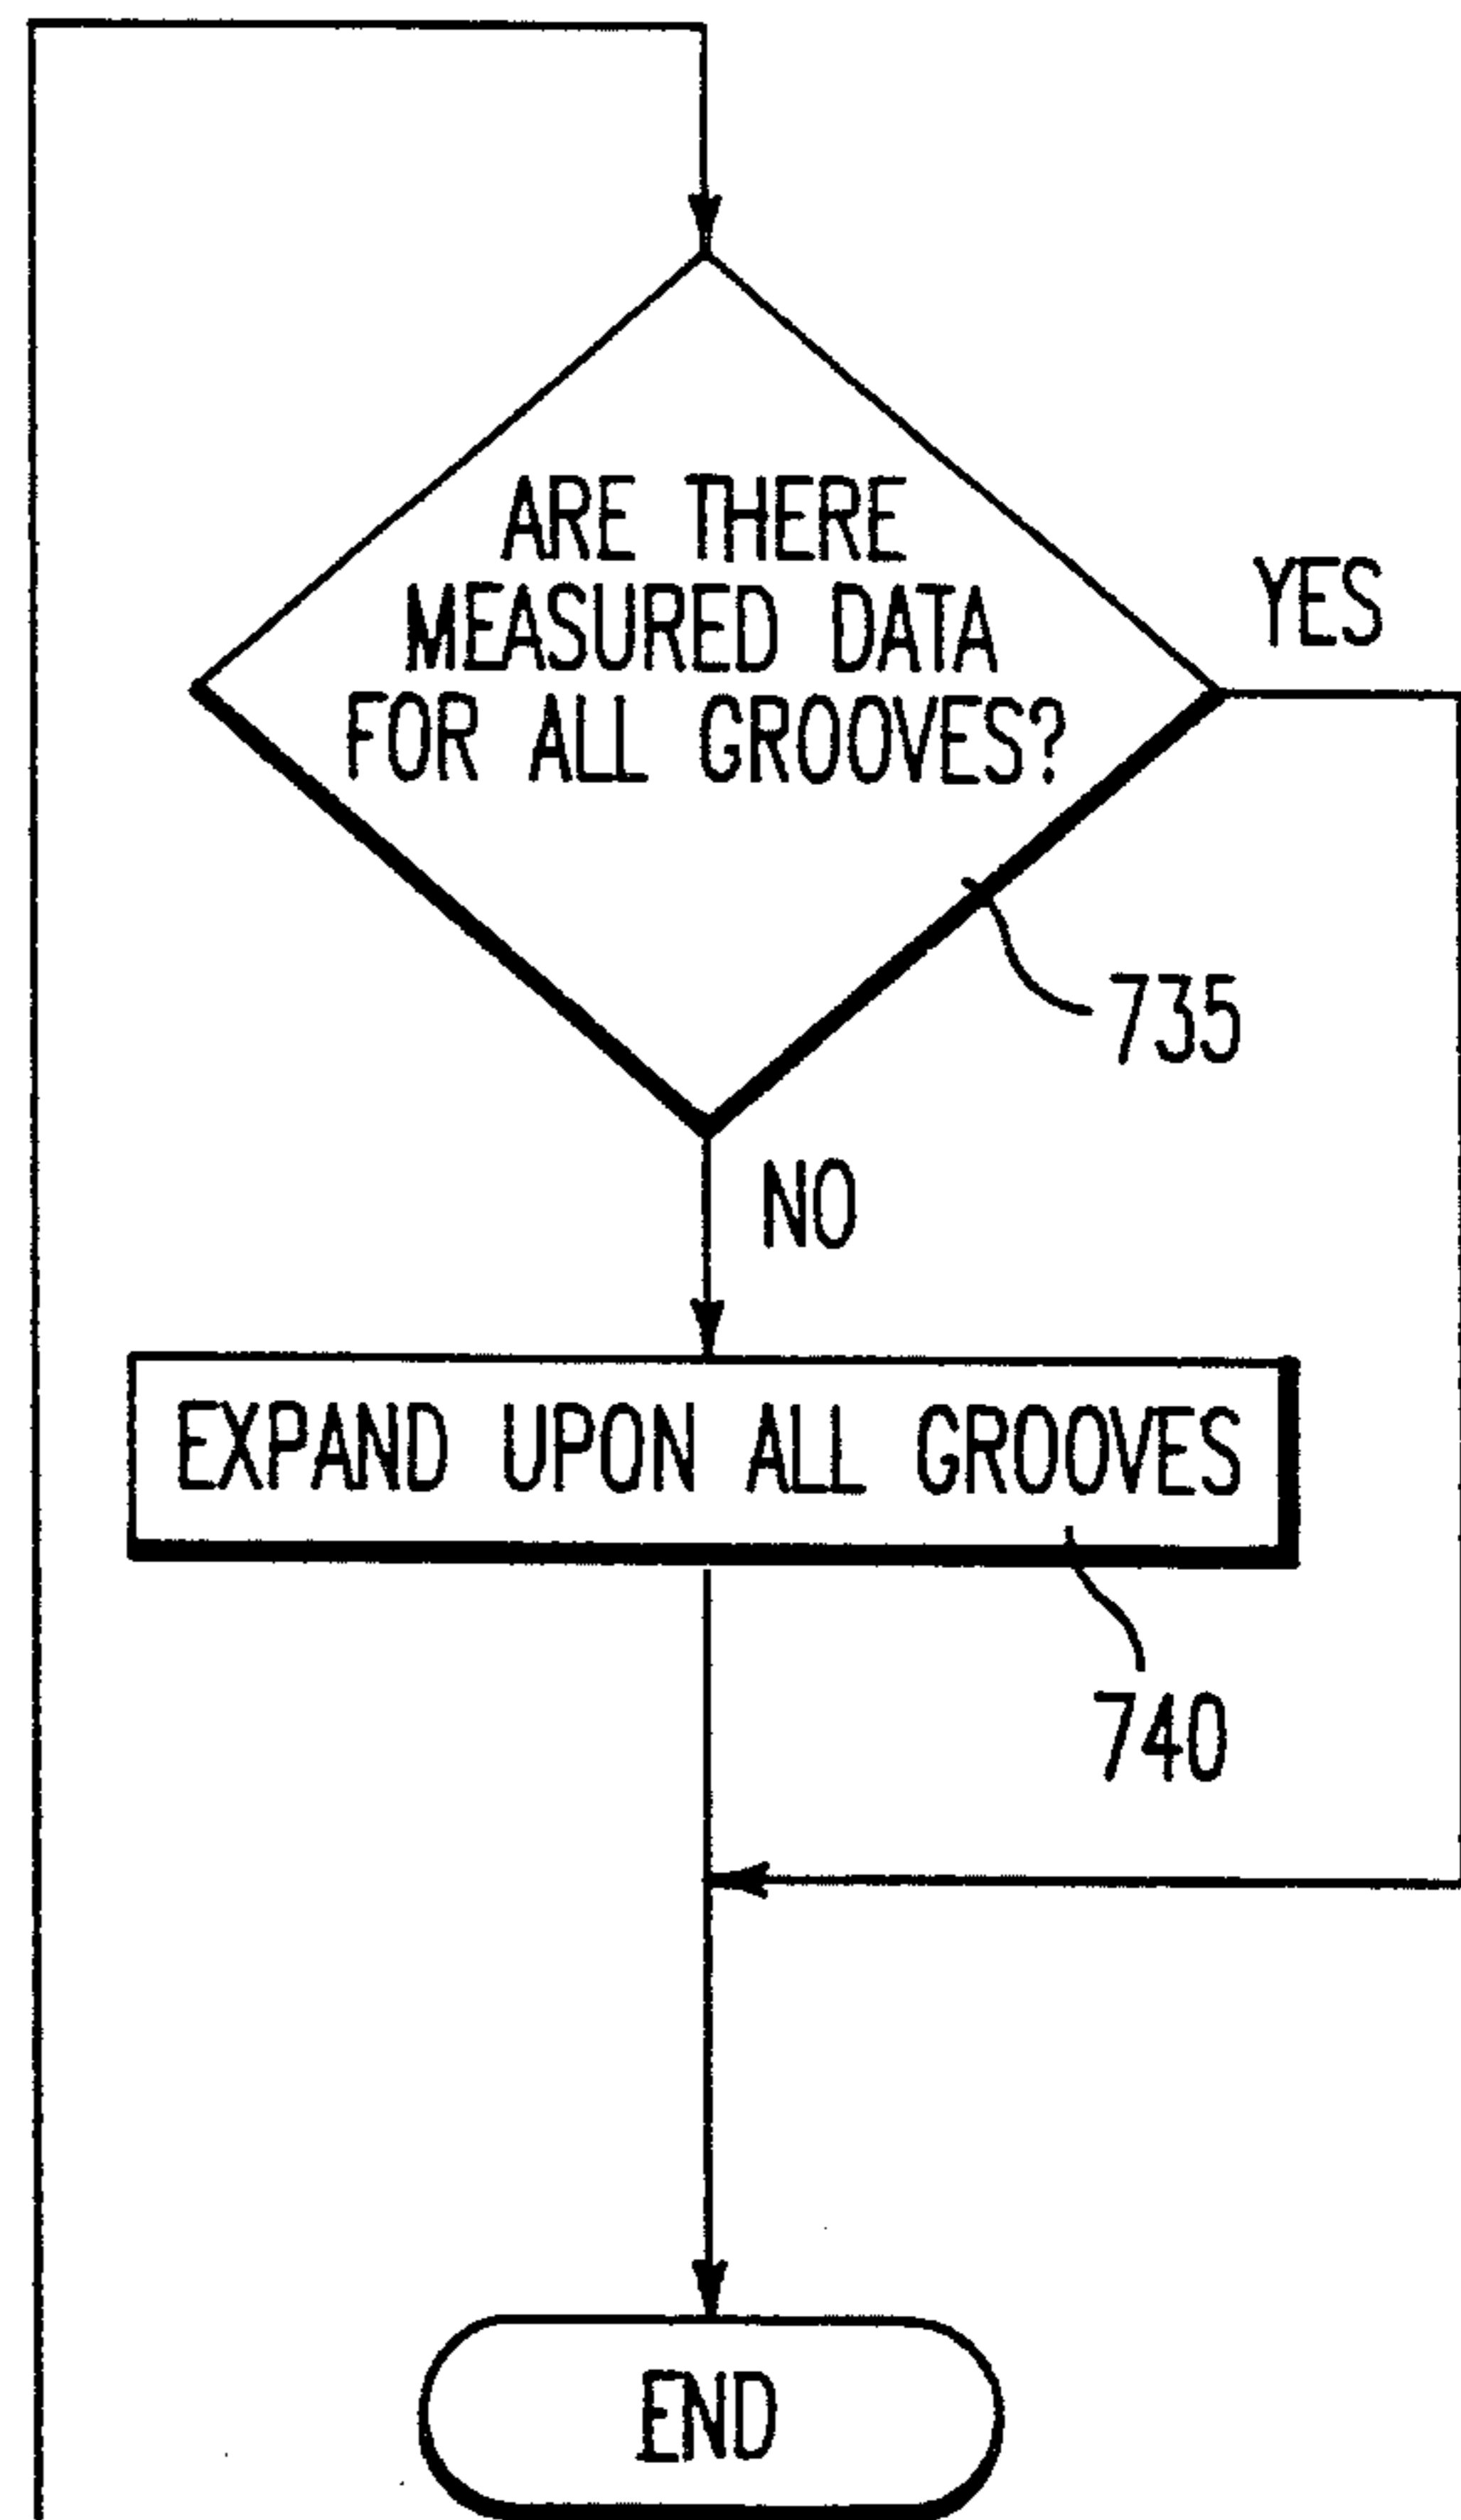 ARE THERE
MEASURED DATA
FOR ALL GROOVES?
YES
735
NO
EXPAND UPON ALL GROOVES
740
END